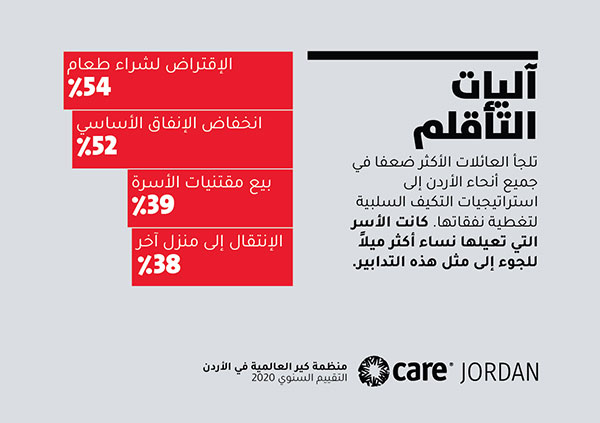 آليات
التأقلم
تلجأ العائلات الأكثر ضعفا في
جميع أنحاء الأردن إلى
استراتيجيات التكيف السلبية
لتغطية نفقاتها. كانت الأسر
التي تعيلها نساء أكثر ميلاً
للجوء إلى مثل هذه التدابير.
الإقتراض لشراء طعام
٪54
انخفاض الإنفاق الأساسي
٪52
بيع مقتنيات الأسرة
٪39
الإنتقال إلى منزل آخر
٪38
care® JORDAN
منظمة كير العالمية في الأردن
التقييم السنوي 2020